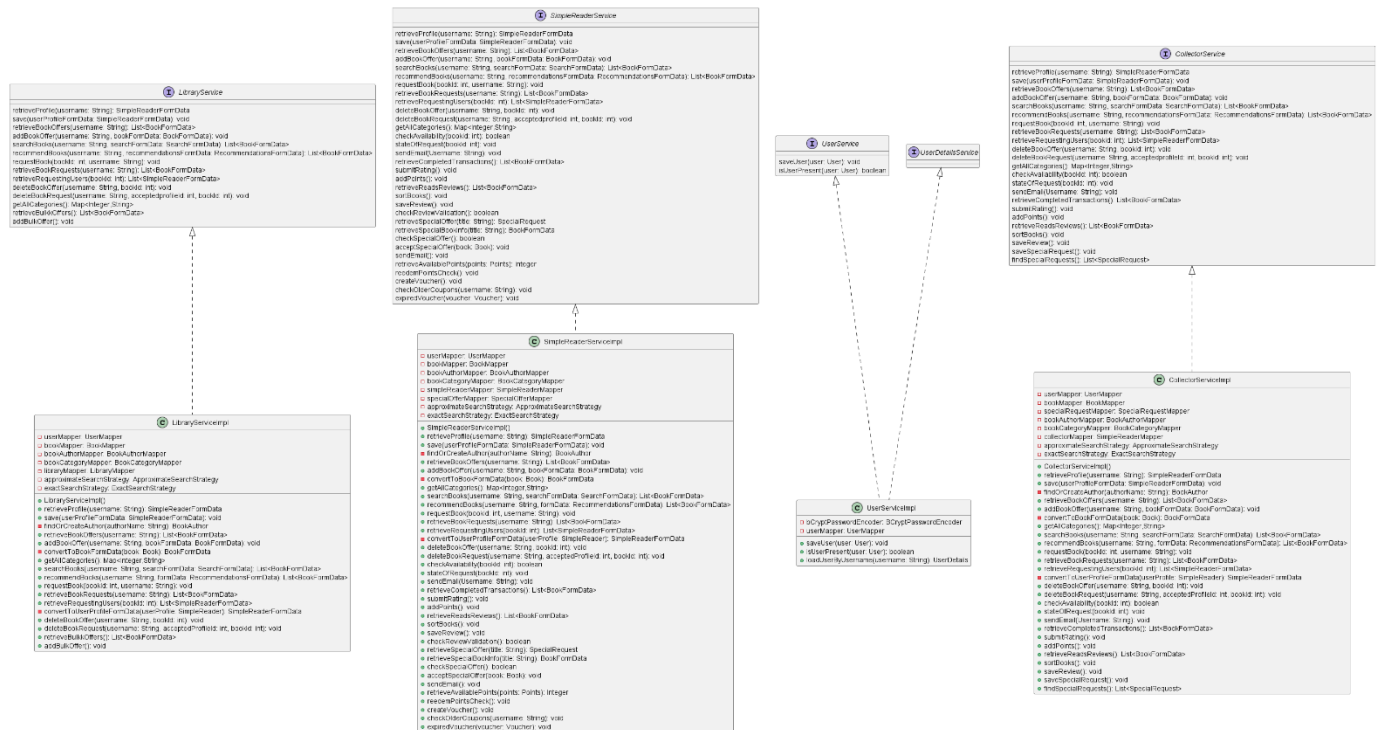 LibraryService
retrieveProfile(username: String): SimpleReaderFormData
save(userProfileFormData: SimpleReaderFormData): void
retrieveBookOffers(username: String): List<BookFormData>
addBookOffer(username: String, bookFormData: BookFormData): void
searchBooks(username: String, searchFormData: SearchFormData): List<BookFormData>
recommendBooks(username: String, recommendationsFormData: RecommendationsFormData): List<BookFormData>
requestBook(bookId: int, username: String): void
retrieveBookRequests(username: String): List<BookFormData>
retrieveRequestingUsers(bookId: int): List<SimpleReaderFormData>
deleteBookOffer(username: String, bookId: int): void
deleteBookRequest(username: String, acceptedprofileId: int, bookId: int): void
getAllCategories(): Map<Integer,String>
retrieveBulkOffers(): List<BookFormData>
addBulkOffer(): void
LibraryServiceImpl
userMapper: UserMapper
bookMapper: BookMapper
bookAuthorMapper: BookAuthorMapper
bookCategoryMapper: BookCategoryMapper
libraryMapper: LibraryMapper
approximateSearchStrategy: ApproximateSearchStrategy
exactSearchStrategy: ExactSearchStrategy
LibraryServiceImpl()
retrieveProfile(username: String): SimpleReaderFormData
save(userProfileFormData: SimpleReaderFormData): void
findOrCreateAuthor(authorName: String): BookAuthor
retrieveBookOffers(username: String): List<BookFormData>
addBookOffer(username: String, bookFormData: BookFormData): void
convertToBookFormData(book: Book): BookFormData
getAllCategories(): Map<Integer,String>
searchBooks(username: String, searchFormData: SearchFormData): List<BookFormData>
recommendBooks(username: String, formData: RecommendationsFormData): List<BookFormData>
requestBook(bookId: int, username: String): void
retrieveBookRequests(username: String): List<BookFormData>
retrieveRequestingUsers(bookId: int): List<SimpleReaderFormData>
convertToUserProfileFormData(userProfile: SimpleReader): SimpleReaderFormData
deleteBookOffer(username: String, bookId: int): void
deleteBookRequest(username: String, acceptedProfileId: int, bookId: int): void
retrieveBulkOffers(): List<BookFormData>
addBulkOffer(): void
SimpleReaderService
retrieveProfile(username: String): SimpleReaderFormData
save(userProfileFormData: SimpleReaderFormData): void
retrieveBookOffers(username: String): List<BookFormData>
addBookOffer(username: String, bookFormData: BookFormData): void
searchBooks(username: String, searchFormData: SearchFormData): List<BookFormData>
recommendBooks(username: String, recommendationsFormData: RecommendationsFormData): List<BookFormData>
requestBook(bookId: int, username: String): void
retrieveBookRequests(username: String): List<BookFormData>
retrieveRequestingUsers(bookId: int): List<SimpleReaderFormData>
deleteBookOffer(username: String, bookId: int): void
deleteBookRequest(username: String, acceptedprofileId: int, bookId: int): void
getAllCategories(): Map<Integer,String>
checkAvailability(bookId: int): boolean
stateOfRequest(bookId: int): void
sendEmail(Username: String): void
retrieveCompletedTransactions(): List<BookFormData>
submitRating(): void
addPoints(): void
retrieveReadsReviews(): List<BookFormData>
sortBooks(): void
saveReview(): void
checkReviewValidation(): boolean
retrieveSpecialOffer(title: String): SpecialRequest
retrieveSpecialBookInfo(title: String): BookFormData
checkSpecialOffer(): boolean
acceptSpecialOffer(book: Book): void
sendEmail(): void
retrieveAvailablePoints(points: Points): Integer
reedemPointsCheck(): void
createVoucher(): void
checkOlderCoupons(username: String): void
expiredVoucher(voucher: Voucher): void
SimpleReaderServiceImpl
userMapper: UserMapper
bookMapper: BookMapper
bookAuthorMapper: BookAuthorMapper
bookCategoryMapper: BookCategoryMapper
simpleReaderMapper: SimpleReaderMapper
specialOfferMapper: SpecialOfferMapper
approximateSearchStrategy: ApproximateSearchStrategy
exactSearchStrategy: ExactSearchStrategy
SimpleReaderServiceImpl()
retrieveProfile(username: String): SimpleReaderFormData
save(userProfileFormData: SimpleReaderFormData): void
findOrCreateAuthor(authorName: String): BookAuthor
retrieveBookOffers(username: String): List<BookFormData>
addBookOffer(username: String, bookFormData: BookFormData): void
convertToBookFormData(book: Book): BookFormData
getAllCategories(): Map<Integer,String>
searchBooks(username: String, searchFormData: SearchFormData): List<BookFormData>
recommendBooks(username: String, formData: RecommendationsFormData): List<BookFormData>
requestBook(bookId: int, username: String): void
retrieveBookRequests(username: String): List<BookFormData>
retrieveRequestingUsers(bookId: int): List<SimpleReaderFormData>
convertToUserProfileFormData(userProfile: SimpleReader): SimpleReaderFormData
deleteBookOffer(username: String, bookId: int): void
deleteBookRequest(username: String, acceptedProfileId: int, bookId: int): void
checkAvailability(bookId: int): boolean
stateOfRequest(bookId: int): void
sendEmail(Username: String): void
retrieveCompletedTransactions(): List<BookFormData>
submitRating(): void
addPoints(): void
retrieveReadsReviews(): List<BookFormData>
sortBooks(): void
saveReview(): void
checkReviewValidation(): boolean
retrieveSpecialOffer(title: String): SpecialRequest
retrieveSpecialBookInfo(title: String): BookFormData
checkSpecialOffer(): boolean
acceptSpecialOffer(book: Book): void
sendEmail(): void
retrieveAvailablePoints(points: Points): Integer
reedemPointsCheck(): void
createVoucher(): void
checkOlderCoupons(username: String): void
expiredVoucher(voucher: Voucher): void
UserService
saveUser(user: User): void
isUserPresent(user: User): boolean
UserDetailsService
UserServiceImpl
bCryptPasswordEncoder: BCryptPasswordEncoder
userMapper: UserMapper
saveUser(user: User): void
isUserPresent(user: User): boolean
loadUserByUsername(username: String): UserDetails
CollectorService
retrieveProfile(username: String): SimpleReaderFormData
save(userProfileFormData: SimpleReaderFormData): void
retrieveBookOffers(username: String): List<BookFormData>
addBookOffer(username: String, bookFormData: BookFormData): void
searchBooks(username: String, searchFormData: SearchFormData): List<BookFormData>
recommendBooks(username: String, recommendationsFormData: RecommendationsFormData): List<BookFormData>
requestBook(bookId: int, username: String): void
retrieveBookRequests(username: String): List<BookFormData>
retrieveRequestingUsers(bookId: int): List<SimpleReaderFormData>
deleteBookOffer(username: String, bookId: int): void
deleteBookRequest(username: String, acceptedprofileId: int, bookId: int): void
getAllCategories(): Map<Integer,String>
checkAvailability(bookId: int): boolean
stateOfRequest(bookId: int): void
sendEmail(Username: String): void
retrieveCompletedTransactions(): List<BookFormData>
submitRating(): void
addPoints(): void
retrieveReadsReviews(): List<BookFormData>
sortBooks(): void
saveReview(): void
saveSpecialRequest(): void
findSpecialRequests(): List<SpecialRequest>
CollectorServiceImpl
userMapper: UserMapper
bookMapper: BookMapper
specialRequestMapper: SpecialRequestMapper
bookAuthorMapper: BookAuthorMapper
bookCategoryMapper: BookCategoryMapper
collectorMapper: SimpleReaderMapper
approximateSearchStrategy: ApproximateSearchStrategy
exactSearchStrategy: ExactSearchStrategy
CollectorServiceImpl()
retrieveProfile(username: String): SimpleReaderFormData
save(userProfileFormData: SimpleReaderFormData): void
findOrCreateAuthor(authorName: String): BookAuthor
retrieveBookOffers(username: String): List<BookFormData>
addBookOffer(username: String, bookFormData: BookFormData): void
convertToBookFormData(book: Book): BookFormData
getAllCategories(): Map<Integer,String>
searchBooks(username: String, searchFormData: SearchFormData): List<BookFormData>
recommendBooks(username: String, formData: RecommendationsFormData): List<BookFormData>
requestBook(bookId: int, username: String): void
retrieveBookRequests(username: String): List<BookFormData>
retrieveRequestingUsers(bookId: int): List<SimpleReaderFormData>
convertToUserProfileFormData(userProfile: SimpleReader): SimpleReaderFormData
deleteBookOffer(username: String, bookId: int): void
deleteBookRequest(username: String, acceptedProfileId: int, bookId: int): void
checkAvailability(bookId: int): boolean
stateOfRequest(bookId: int): void
sendEmail(Username: String): void
retrieveCompletedTransactions(): List<BookFormData>
submitRating(): void
addPoints(): void
retrieveReadsReviews(): List<BookFormData>
sortBooks(): void
saveReview(): void
saveSpecialRequest(): void
findSpecialRequests(): List<SpecialRequest>